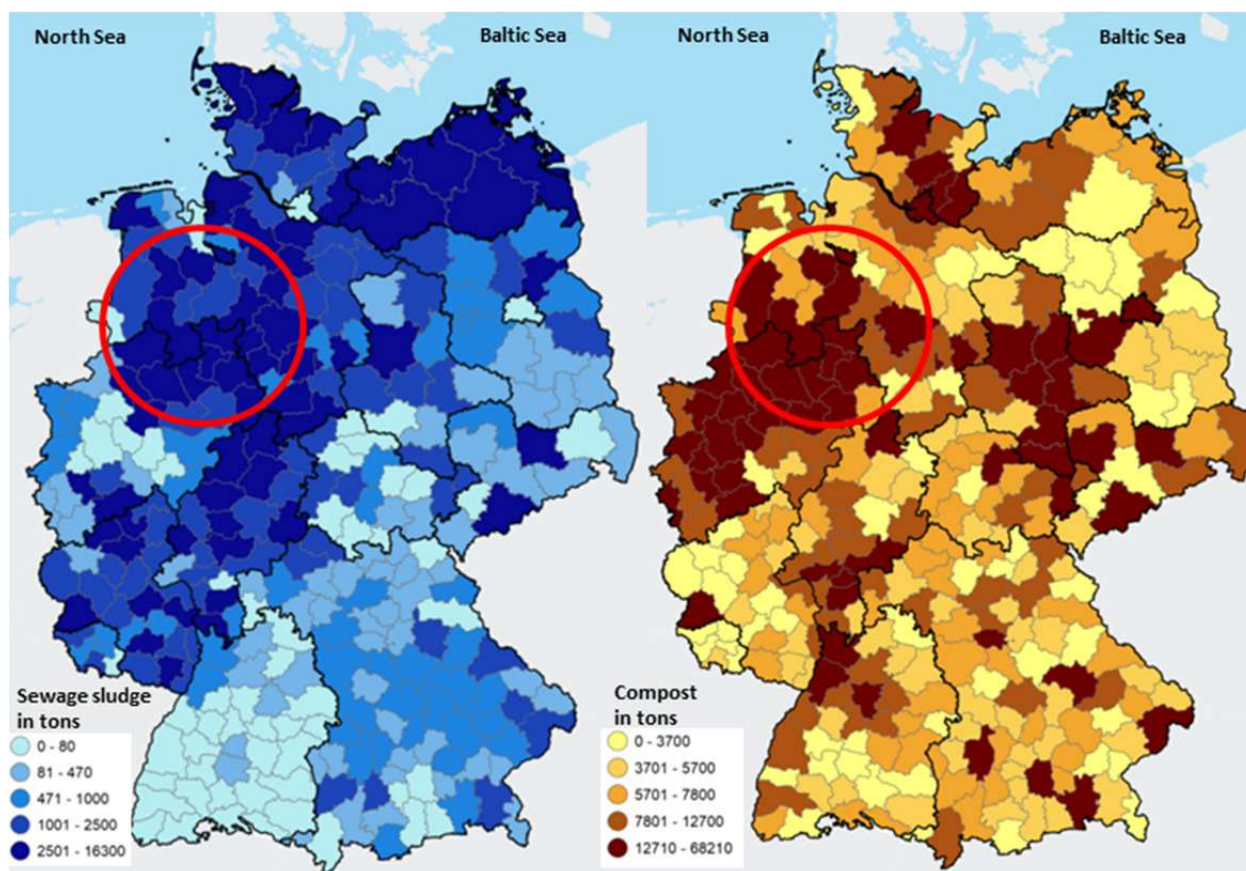 North Sea
Baltic Sea
North Sea
Baltic Sea
Sewage sludge
in tons
0 - 80
81 - 470
471 - 1000
1001 - 2500
2501 - 16300
Compost
in tons
0 - 3700
3701 - 5700
5701 - 7800
7801 - 12700
12710 - 68210